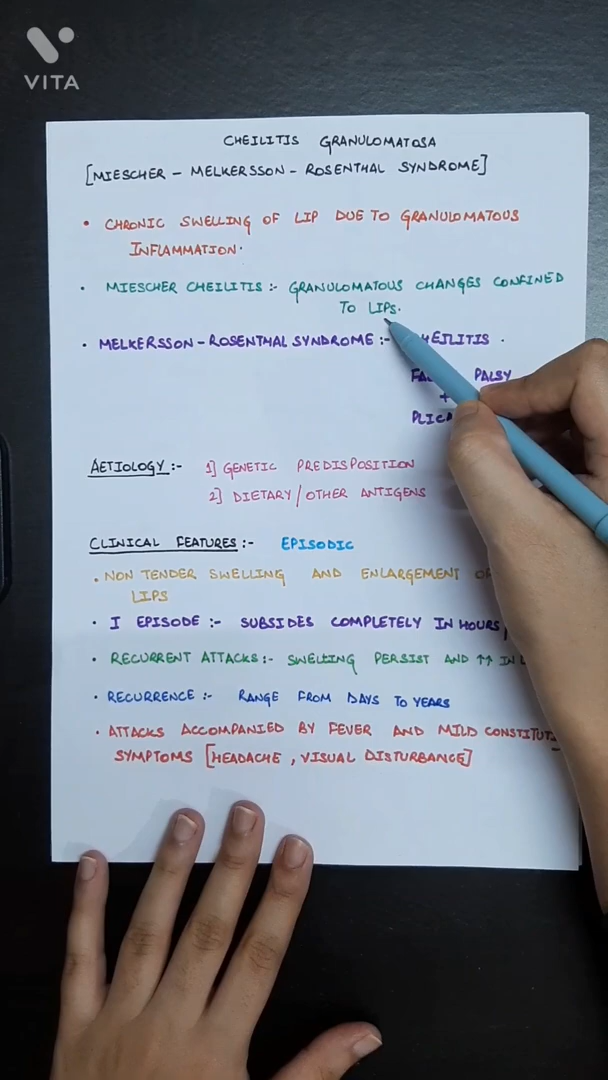 VITA
CHEILITIS GRANULOMATOSA
[MIESCHER - MELKERSSON - ROSENTHAL SYNDROME]
• CHRONIC SWELLING OF LIP DUE TO GRANULOMATOUS
INFLAMMATION.
• MIESCHER CHEILITIS :- GRANULOMATOUS CHANGES CONFINED
TO LIPS.
• MELKERSSON - ROSENTHAL SYNDROME :-
PALSY
+
AETIOLOGY :- 1] GENETIC PREDISPOSITION
2] DIETARY / OTHER ANTIGENS
CLINICAL FEATURES :- EPISODIC
• NON TENDER SWELLING AND ENLARGEMENT
LIPS
• I EPISODE :- SUBSIDES COMPLETELY IN HOURS
• RECURRENT ATTACKS :- SWELLING PERSIST AND ↑↑ IN
• RECURRENCE :- RANGE FROM DAYS TO YEARS
• ATTACKS ACCOMPANIED BY FEVER AND MILD
SYMPTOMS [HEADACHE, VISUAL DISTURBANCE]